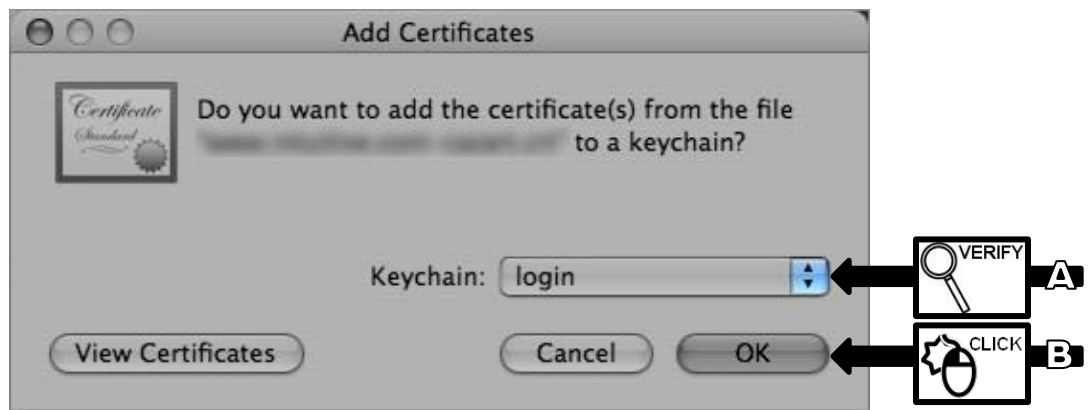 Add Certificates
Certificate
Standard
Do you want to add the certificate(s) from the file
to a keychain?
Keychain: login
VERIFY
A
View Certificates
Cancel
OK
CLICK
B